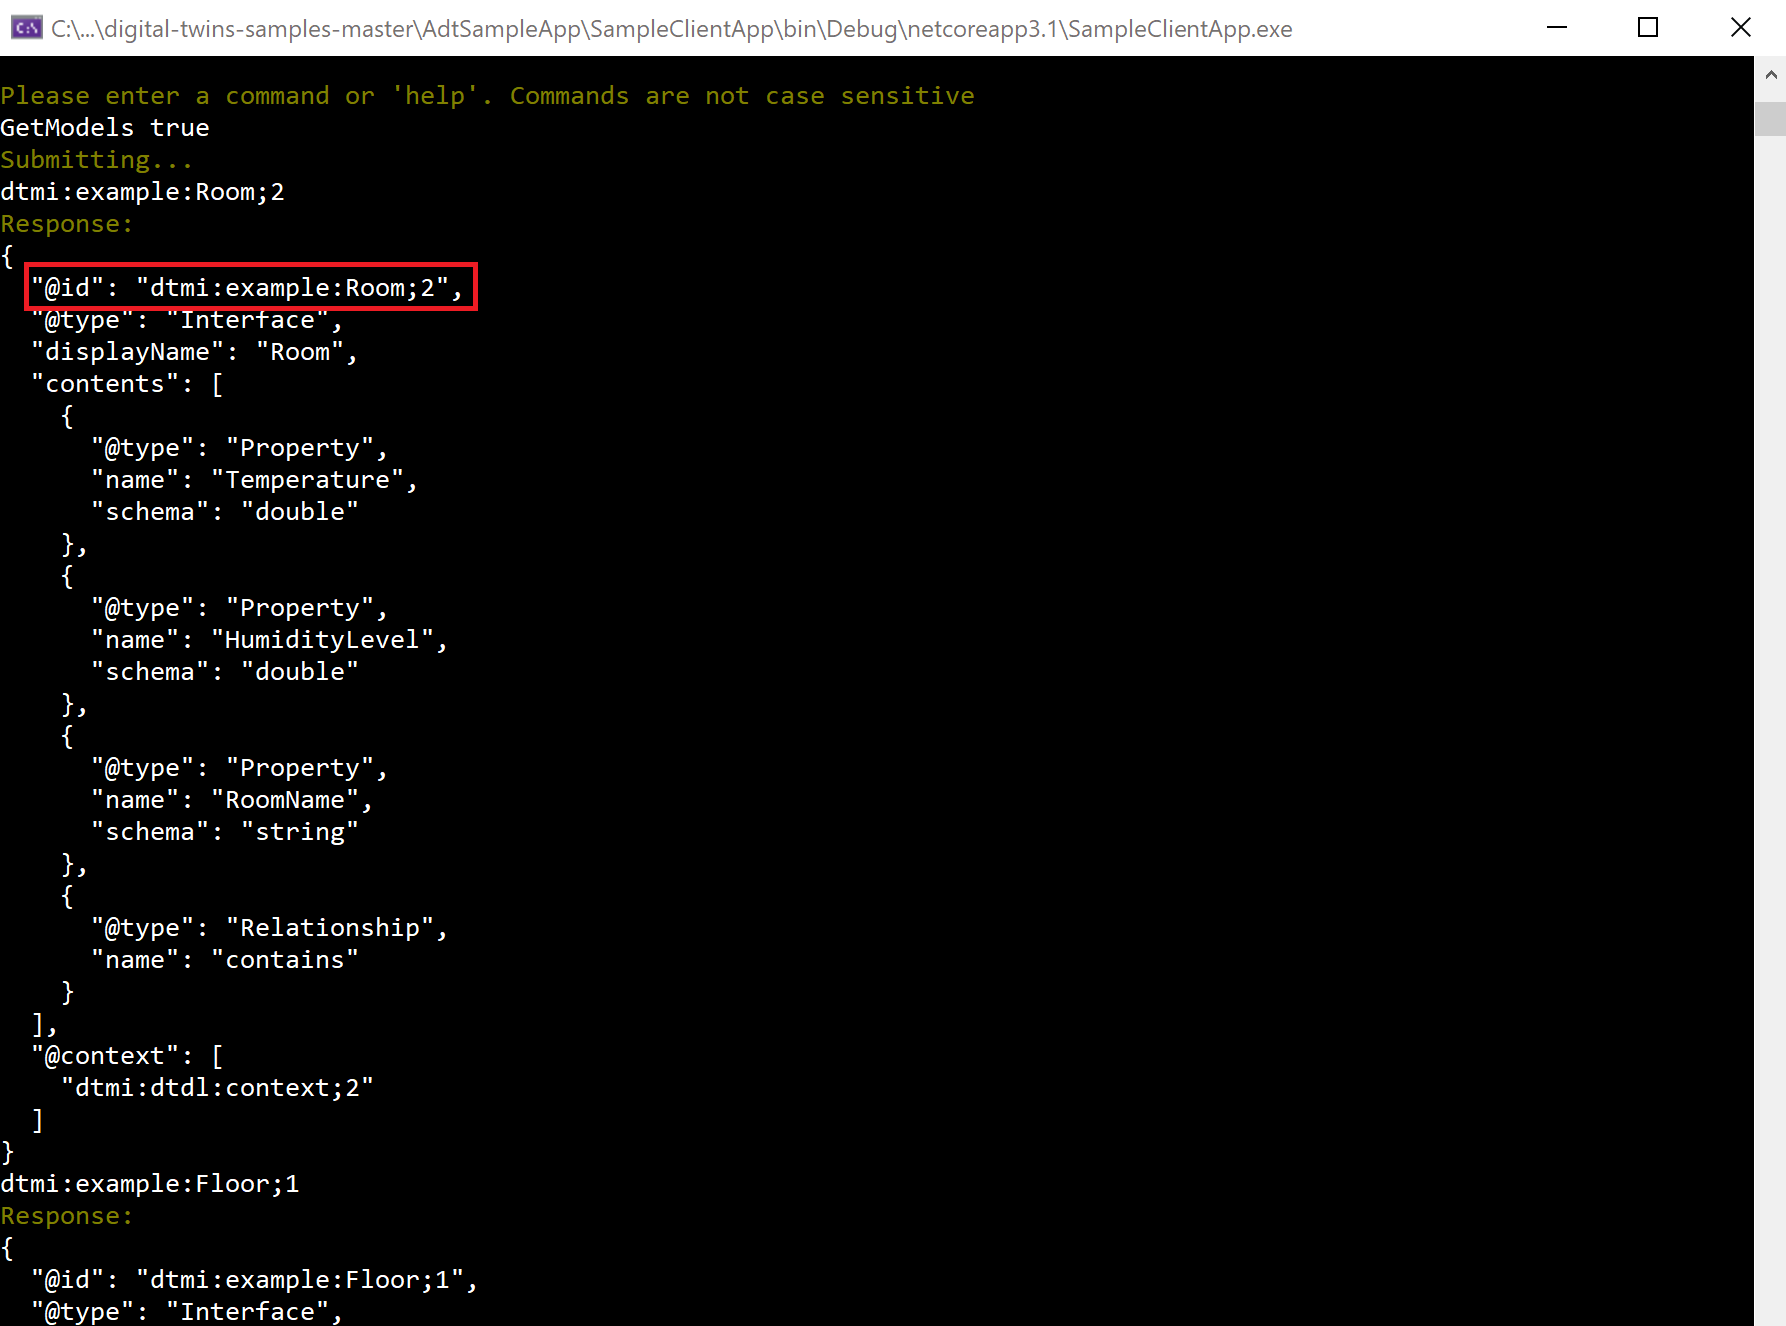 C:\...\digital-twins-samples-master\AdtSampleApp\SampleClientApp\bin\Debug\netcoreapp3.1\SampleClientApp.exe
Please enter a command or 'help'. Commands are not case sensitive
GetModels true
Submitting...
dtmi:example:Room;2
Response:
{
  "@id": "dtmi:example:Room;2",
  "@type": "Interface",
  "displayName": "Room",
  "contents": [
    {
      "@type": "Property",
      "name": "Temperature",
      "schema": "double"
    },
    {
      "@type": "Property",
      "name": "HumidityLevel",
      "schema": "double"
    },
    {
      "@type": "Property",
      "name": "RoomName",
      "schema": "string"
    },
    {
      "@type": "Relationship",
      "name": "contains"
    }
  ],
  "@context": [
    "dtmi:dtdl:context;2"
  ]
}
dtmi:example:Floor;1
Response:
{
  "@id": "dtmi:example:Floor;1",
  "@type": "Interface",